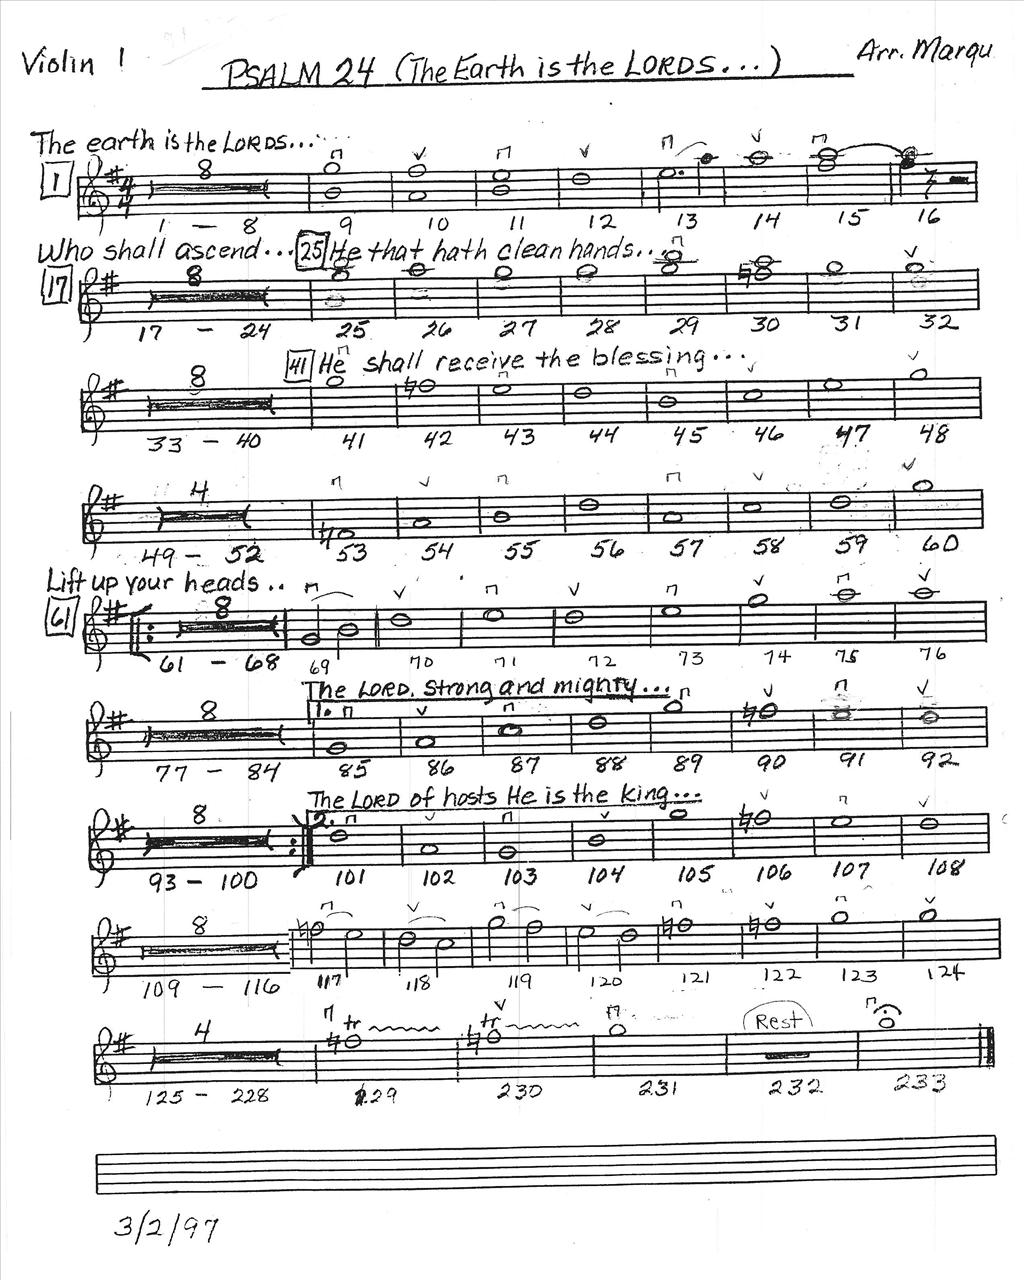 Violin 1
PSALM 24 (The Earth is the LORDS...)
Arr. Marqu
The earth is the LORDS...
1
8
1 - 8 9 10 11 12 13 14 15 16
Who shall ascend... 25 He that hath clean hands...
17
8
17 - 24 25 26 27 28 29 30 31 32
41 He shall receive the blessing...
8
33 - 40 41 42 43 44 45 46 47 48
4
49 - 52 53 54 55 56 57 58 59 60
Lift up your heads..
61
8
61 - 68 69 70 71 72 73 74 75 76
The LORD. Strong and mighty...
8 1.
77 - 84 85 86 87 88 89 90 91 92
The LORD of hosts He is the king...
8 2.
93 - 100 101 102 103 104 105 106 107 108
8
109 - 116 117 118 119 120 121 122 123 124
4 tr tr Rest
125 - 228 129 230 231 232 233
3/2/97